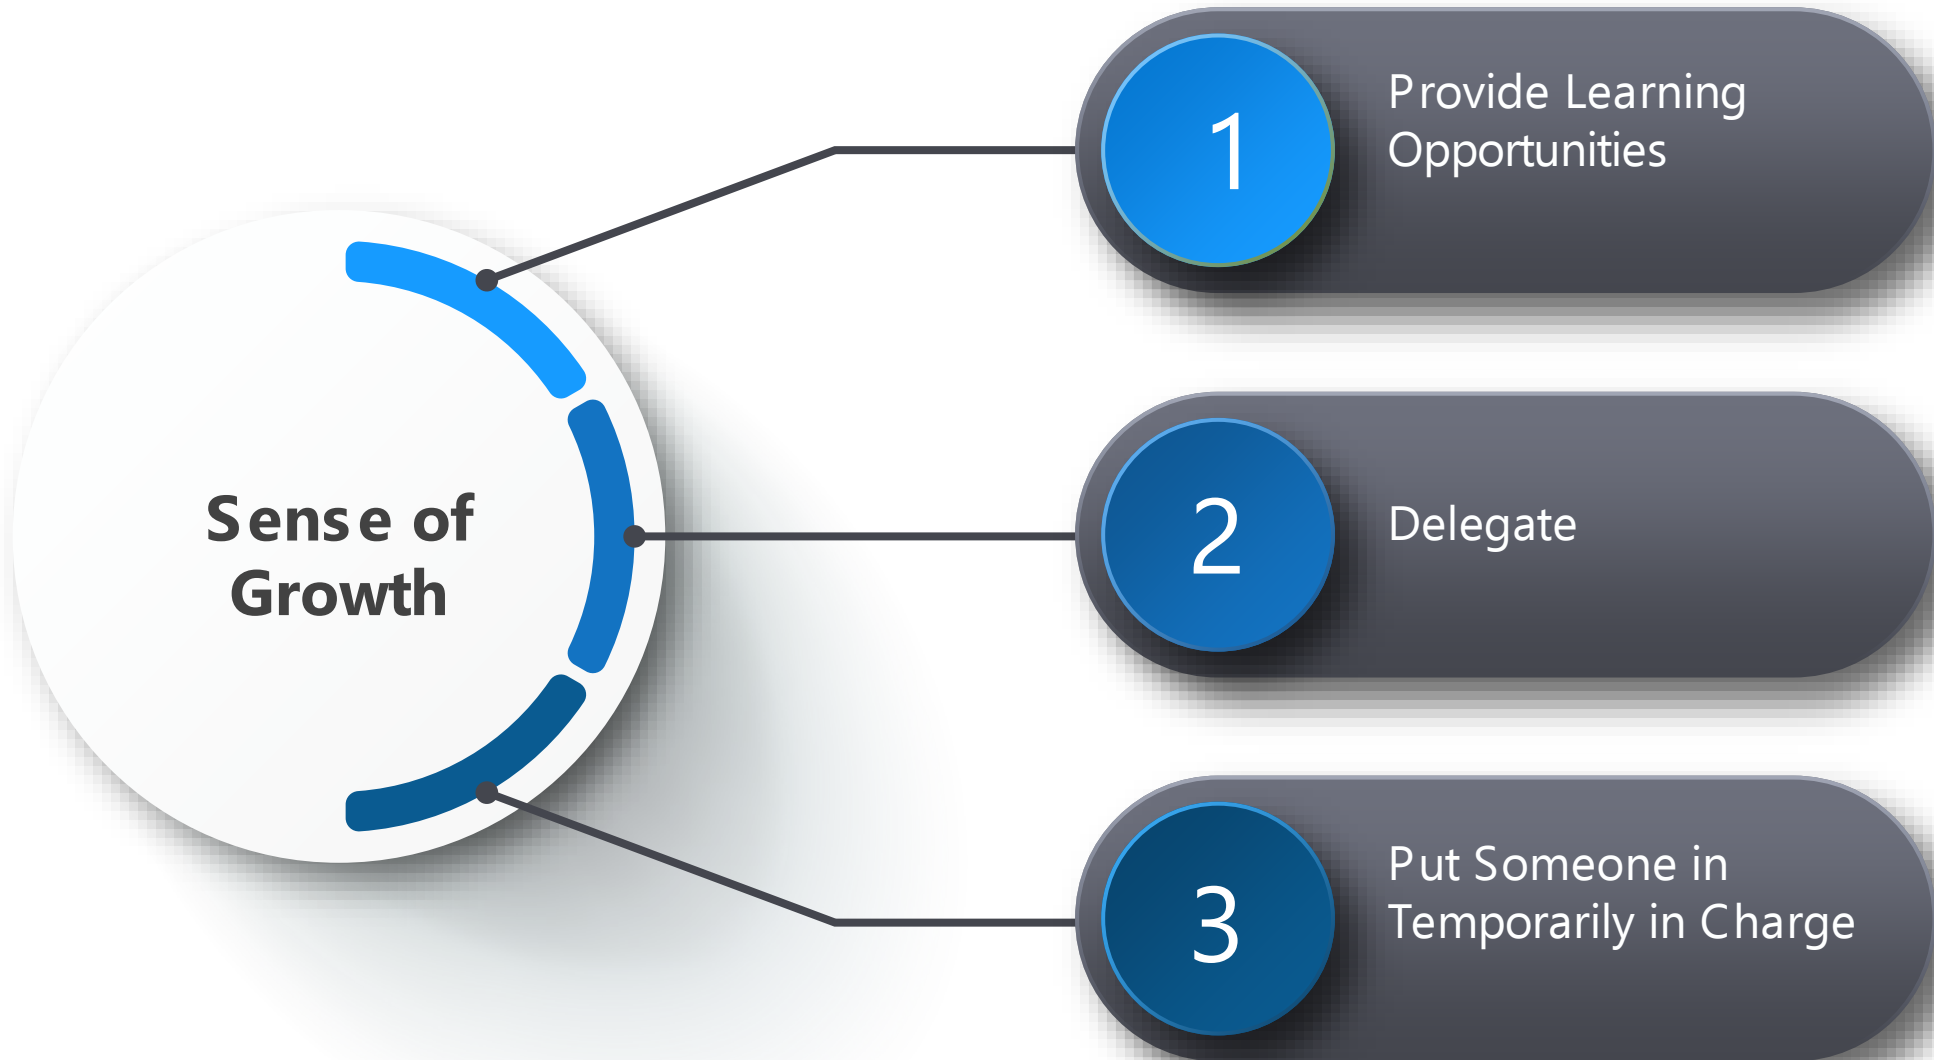 Sense of
Growth
1
Provide Learning
Opportunities
2
Delegate
3
Put Someone in
Temporarily in Charge